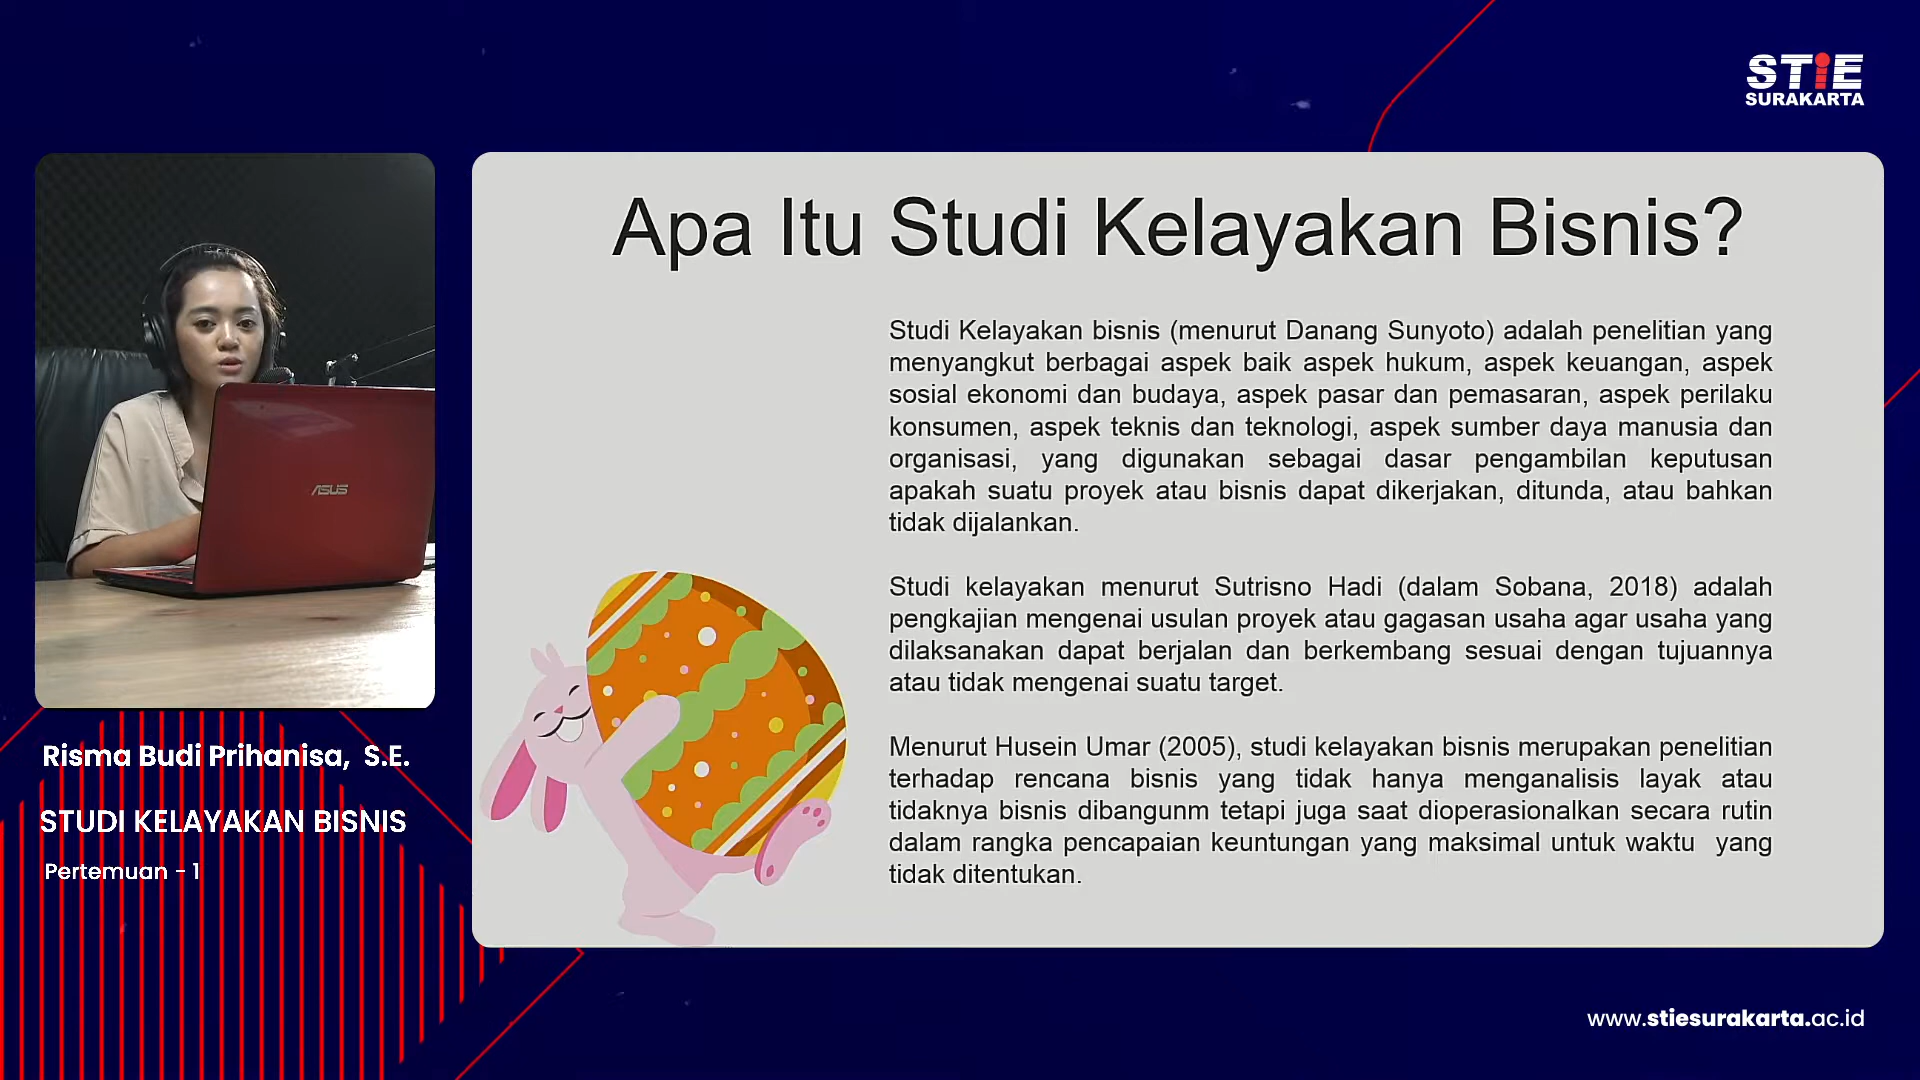 STiE
SURAKARTA
Apa Itu Studi Kelayakan Bisnis?
Studi Kelayakan bisnis (menurut Danang Sunyoto) adalah penelitian yang
menyangkut berbagai aspek baik aspek hukum, aspek keuangan, aspek
sosial ekonomi dan budaya, aspek pasar dan pemasaran, aspek perilaku
konsumen, aspek teknis dan teknologi, aspek sumber daya manusia dan
organisasi, yang digunakan sebagai dasar pengambilan keputusan
apakah suatu proyek atau bisnis dapat dikerjakan, ditunda, atau bahkan
tidak dijalankan.
Studi kelayakan menurut Sutrisno Hadi (dalam Sobana, 2018) adalah
pengkajian mengenai usulan proyek atau gagasan usaha agar usaha yang
dilaksanakan dapat berjalan dan berkembang sesuai dengan tujuannya
atau tidak mengenai suatu target.
Menurut Husein Umar (2005), studi kelayakan bisnis merupakan penelitian
terhadap rencana bisnis yang tidak hanya menganalisis layak atau
tidaknya bisnis dibangunm tetapi juga saat dioperasionalkan secara rutin
dalam rangka pencapaian keuntungan yang maksimal untuk waktu yang
tidak ditentukan.
ASUS
Risma Budi Prihanisa, S.E.
STUDI KELAYAKAN BISNIS
Pertemuan - 1
www.stiesurakarta.ac.id